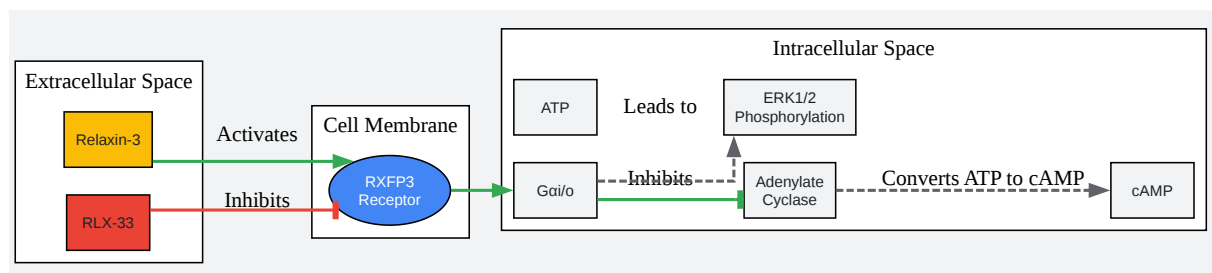 Intracellular Space
Extracellular Space
Relaxin-3
Activates
Cell Membrane
ATP
Leads to
ERK1/2
Phosphorylation
RLX-33
Inhibits
RXFP3
Receptor
Gαi/o
Inhibits
Adenylate
Cyclase
Converts ATP to cAMP
cAMP